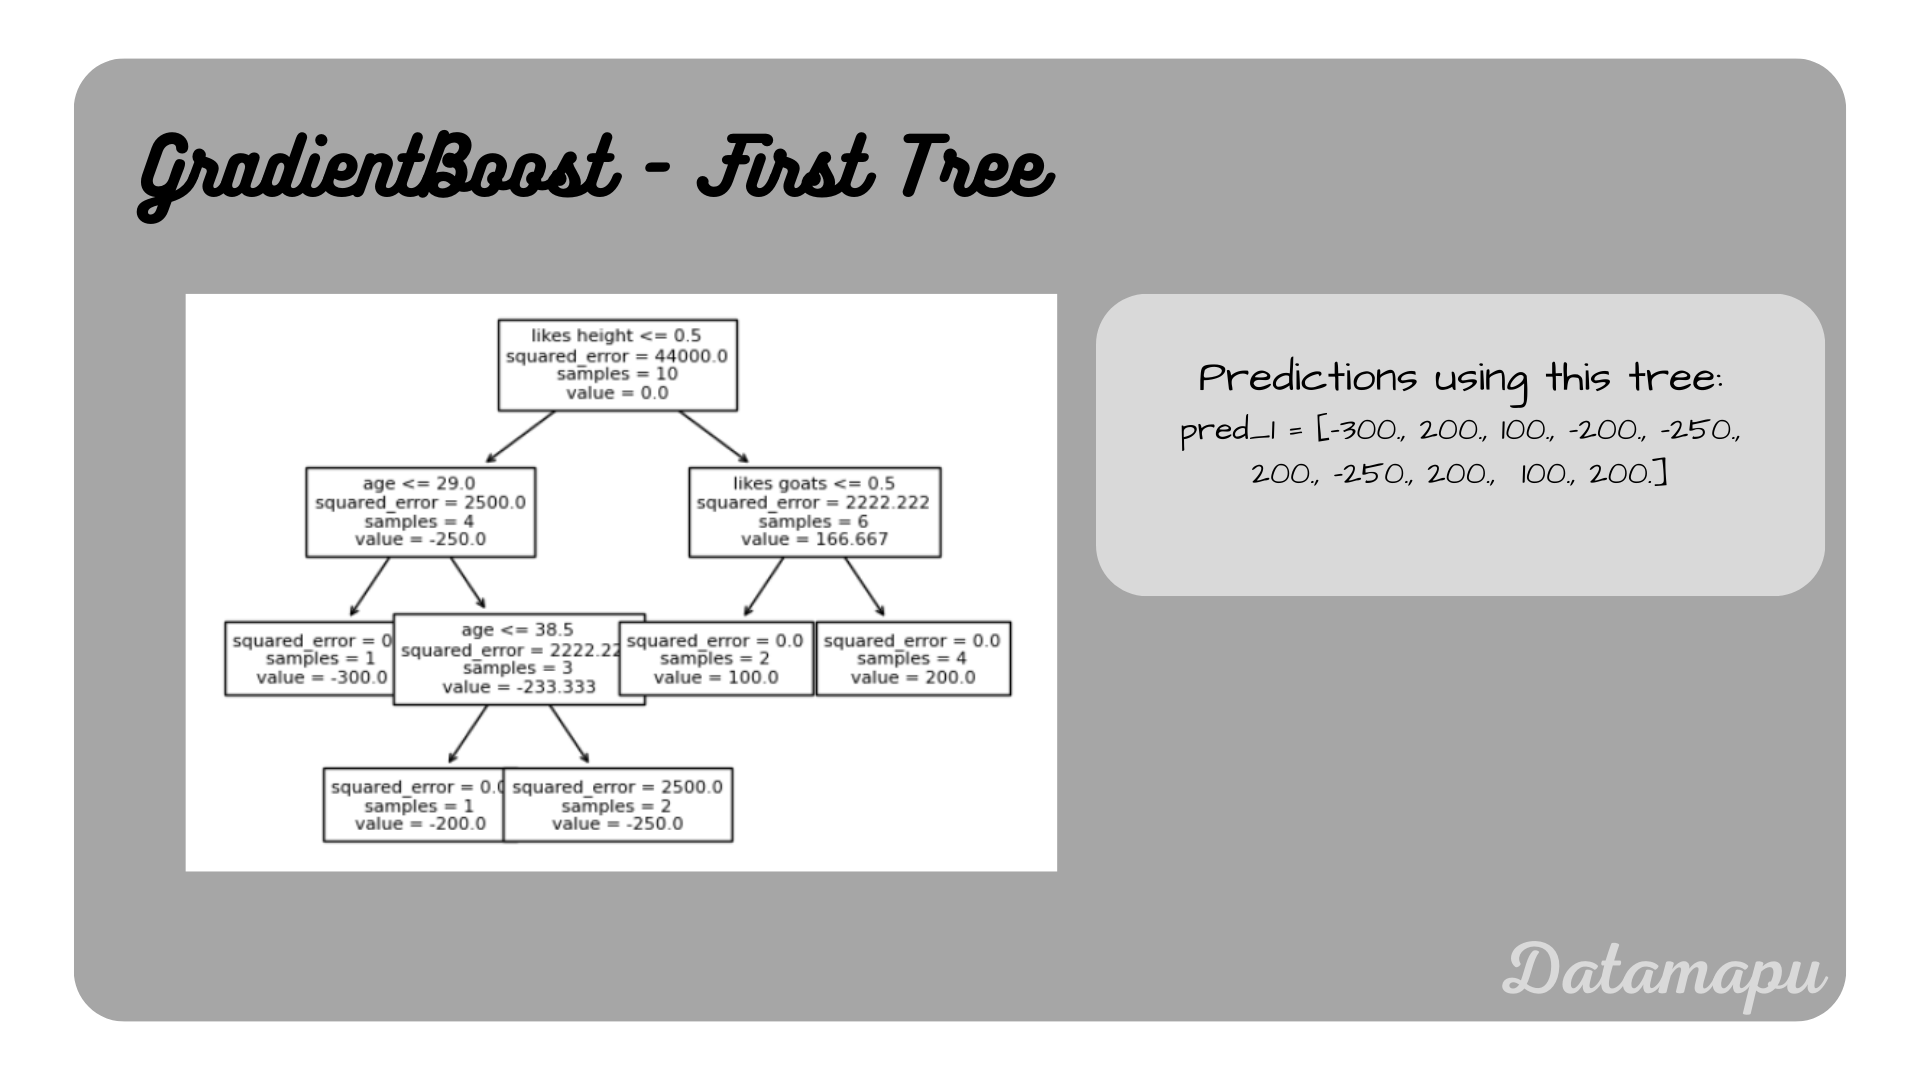 GradientBoost - First Tree
likes height <= 0.5
squared_error = 44000.0
samples = 10
value = 0.0
age <= 29.0
squared_error = 2500.0
samples = 4
value = -250.0
likes goats <= 0.5
squared_error = 2222.222
samples = 6
value = 166.667
squared_error = 0
samples = 1
value = -300.0
age <= 38.5
squared_error = 2222.22
samples = 3
value = -233.333
squared_error = 0.0
samples = 2
value = 100.0
squared_error = 0.0
samples = 4
value = 200.0
squared_error = 0.0
samples = 1
value = -200.0
squared_error = 2500.0
samples = 2
value = -250.0
Predictions using this tree:
pred_1 = [-300., 200., 100., -200., -250.,
200., -250., 200., 100., 200.]
Datamapu